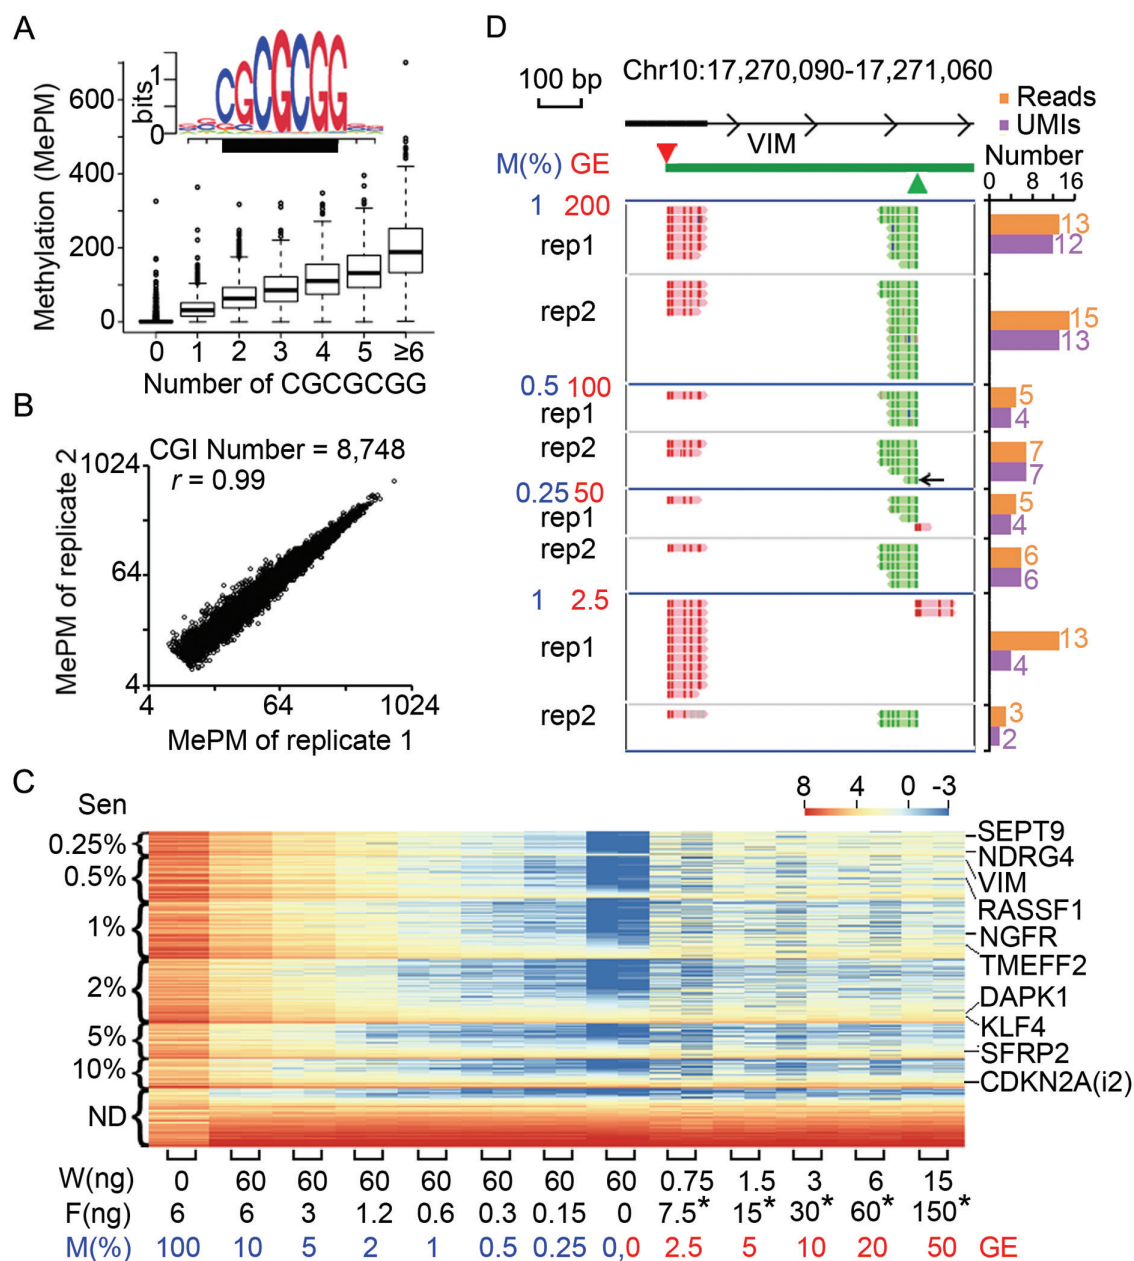 A
bits
1
0
CGCGCGG
Methylation (MePM)
600
400
200
0
0 1 2 3 4 5 ≥6
Number of CGCGCGG
B
CGI Number = 8,748
r = 0.99
MePM of replicate 2
1024
64
4
4 64 1024
MePM of replicate 1
D
100 bp
Chr10:17,270,090-17,271,060
Reads
UMIs
VIM
Number
0 8 16
4 12
M(%) GE
1 200
rep1
13
12
rep2
15
13
0.5 100
rep1
5
4
rep2
7
7
0.25 50
rep1
5
4
rep2
6
6
1 2.5
rep1
13
4
rep2
3
2
C
Sen
8 4 0 -3
0.25%
0.5%
1%
2%
5%
10%
ND
SEPT9
NDRG4
VIM
RASSF1
NGFR
TMEFF2
DAPK1
KLF4
SFRP2
CDKN2A(i2)
W(ng) 0 60 60 60 60 60 60 60 0.75 1.5 3 6 15
F(ng) 6 6 3 1.2 0.6 0.3 0.15 0 7.5* 15* 30* 60* 150*
M(%) 100 10 5 2 1 0.5 0.25 0,0 2.5 5 10 20 50 GE